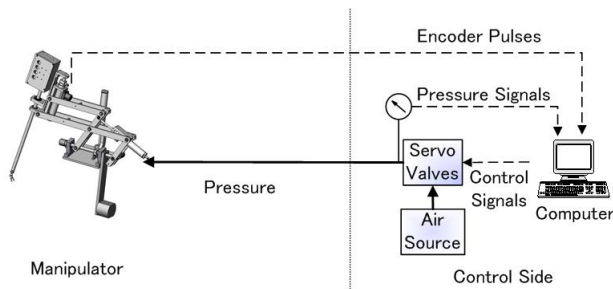 Encoder Pulses
Pressure Signals
Servo
Valves
Pressure
Control
Signals
Computer
Air
Source
Manipulator
Control Side